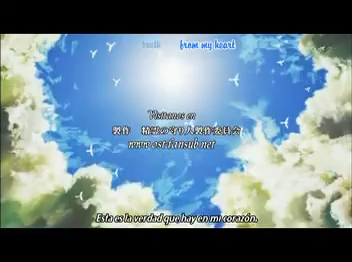 truth from my heart
Visítanos en
製作 精霊の守り人製作委員会
www.ost-fansub.net
Esta es la verdad que hay en mi corazón.